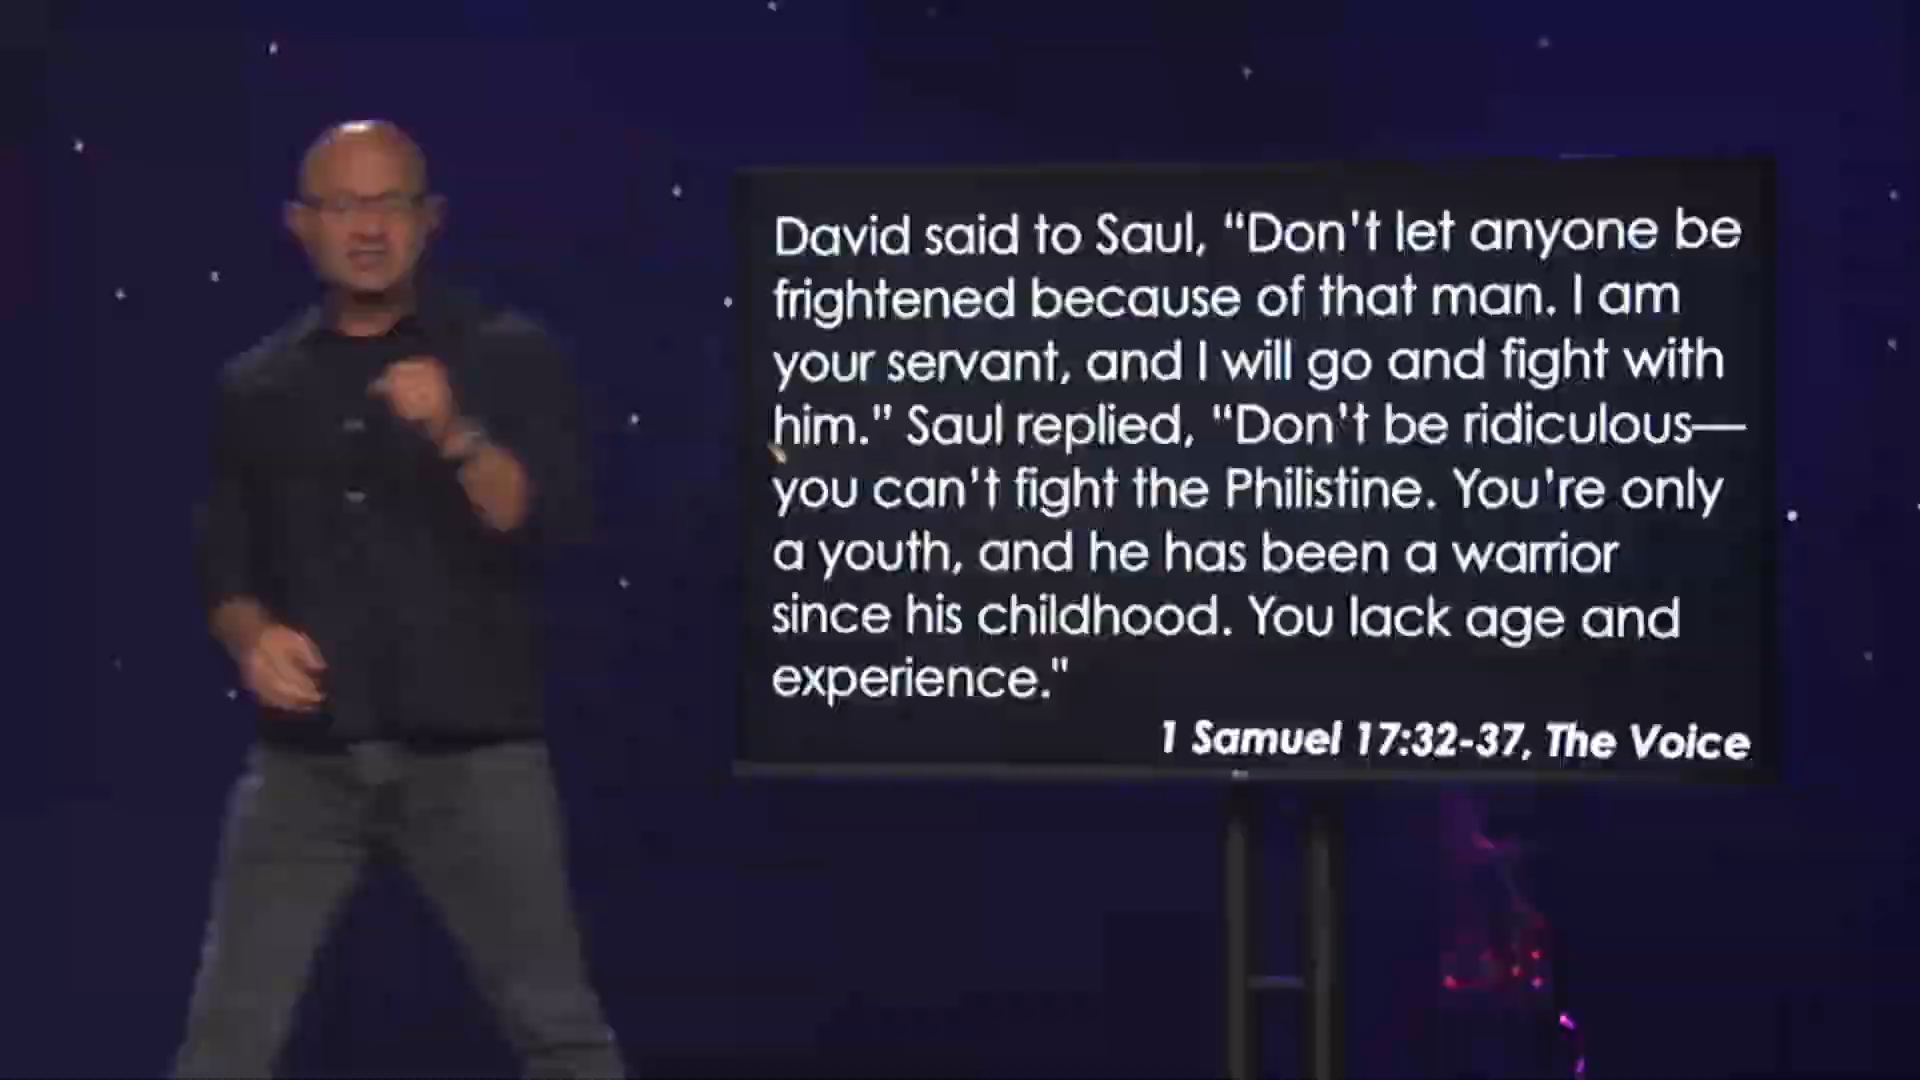 David said to Saul, “Don’t let anyone be
frightened because of that man. I am
your servant, and I will go and fight with
him.” Saul replied, “Don’t be ridiculous—
you can’t fight the Philistine. You’re only
a youth, and he has been a warrior
since his childhood. You lack age and
experience."
1 Samuel 17:32-37, The Voice